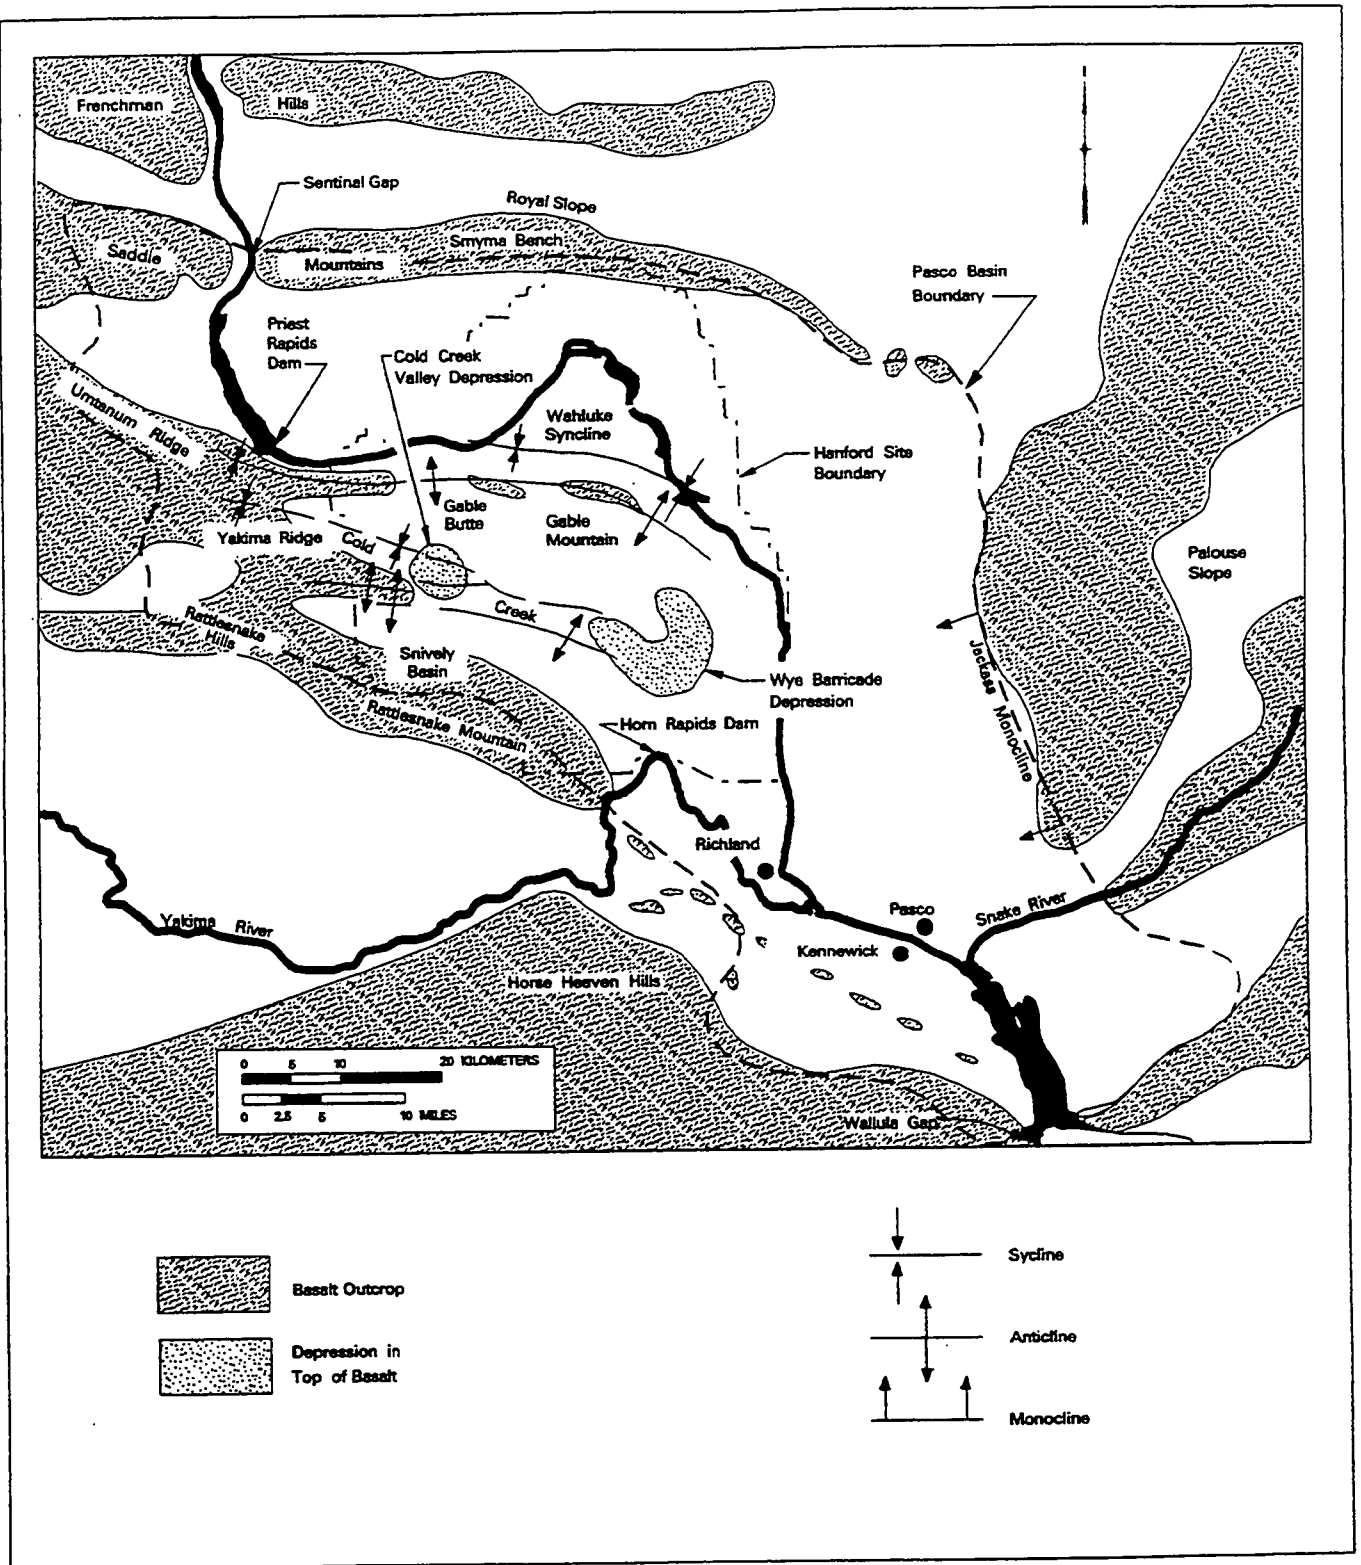 Frenchman
Hills
Sentinal Gap
Royal Slope
Smyrna Bench
Saddle
Mountains
Pasco Basin
Boundary
Priest
Rapids
Dam
Cold Creek
Valley Depression
Umtanum Ridge
Wahluke
Syncline
Hanford Site
Boundary
Gable
Butte
Gable
Mountain
Yakima Ridge
Cold
Creek
Palouse
Slope
Rattlesnake
Hills
Snively
Basin
Jackass Monocline
Wye Barricade
Depression
Rattlesnake Mountain
Horn Rapids Dam
Richland
Yakima River
Pasco
Snake River
Kennewick
Horse Heaven Hills
0 5 10 20 KILOMETERS
0 2.5 5 10 MILES
Wallula Gap
Basalt Outcrop
Depression in
Top of Basalt
Sycline
Anticline
Monocline